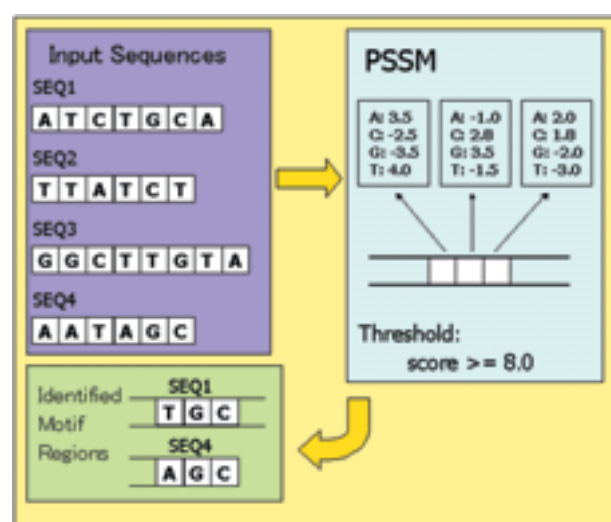 Input Sequences
SEQ1
A T C T G C A
SEQ2
T T A T C T
SEQ3
G G C T T G T A
SEQ4
A A T A G C
PSSM
A: 3.5
C: -2.5
G: -3.5
T: 4.0
A: -1.0
C: 2.8
G: 3.5
T: -1.5
A: 2.0
C: 1.8
G: -2.0
T: -3.0
Threshold:
score >= 8.0
Identified
Motif
Regions
SEQ1
T G C
SEQ4
A G C